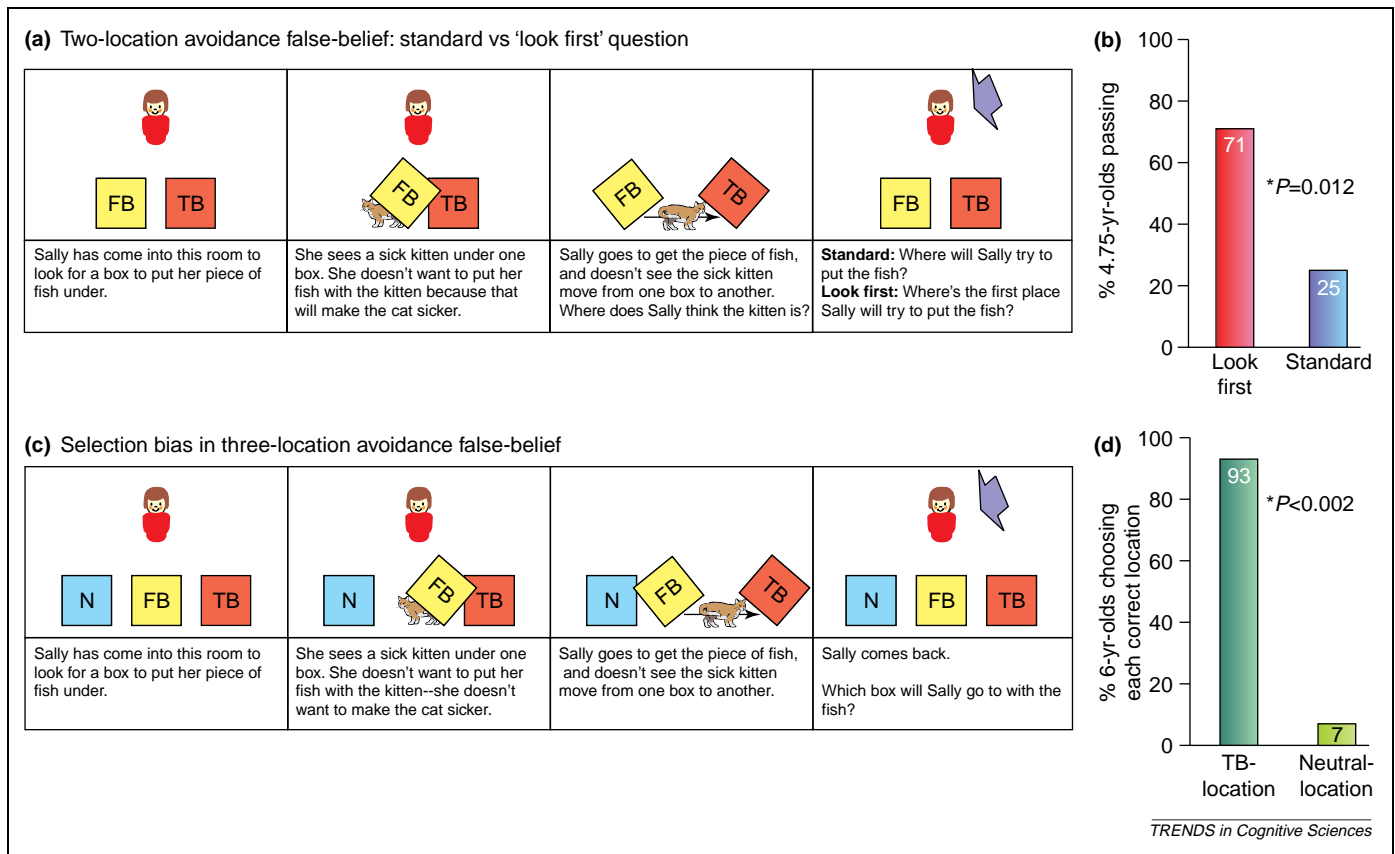 (a) Two-location avoidance false-belief: standard vs ‘look first’ question
FB TB
FB TB
FB TB
FB TB
Sally has come into this room to
look for a box to put her piece of
fish under.
She sees a sick kitten under one
box. She doesn’t want to put her
fish with the kitten because that
will make the cat sicker.
Sally goes to get the piece of fish,
and doesn’t see the sick kitten
move from one box to another.
Where does Sally think the kitten is?
Standard: Where will Sally try to
put the fish?
Look first: Where’s the first place
Sally will try to put the fish?
(b)
% 4.75-yr-olds passing
100
80
60
40
20
0
71
25
*P=0.012
Look
first
Standard
(c) Selection bias in three-location avoidance false-belief
N FB TB
N FB TB
N FB TB
N FB TB
Sally has come into this room to
look for a box to put her piece of
fish under.
She sees a sick kitten under one
box. She doesn’t want to put her
fish with the kitten--she doesn’t
want to make the cat sicker.
Sally goes to get the piece of fish,
and doesn’t see the sick kitten
move from one box to another.
Sally comes back.
Which box will Sally go to with the
fish?
(d)
% 6-yr-olds choosing
each correct location
100
80
60
40
20
0
93
7
*P<0.002
TB-
location
Neutral-
location
TRENDS in Cognitive Sciences